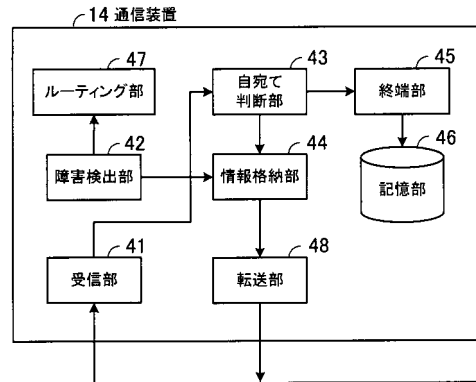 14 通信装置
47
ルーティング部
43
自宛て
判断部
45
終端部
42
障害検出部
44
情報格納部
46
記憶部
41
受信部
48
転送部